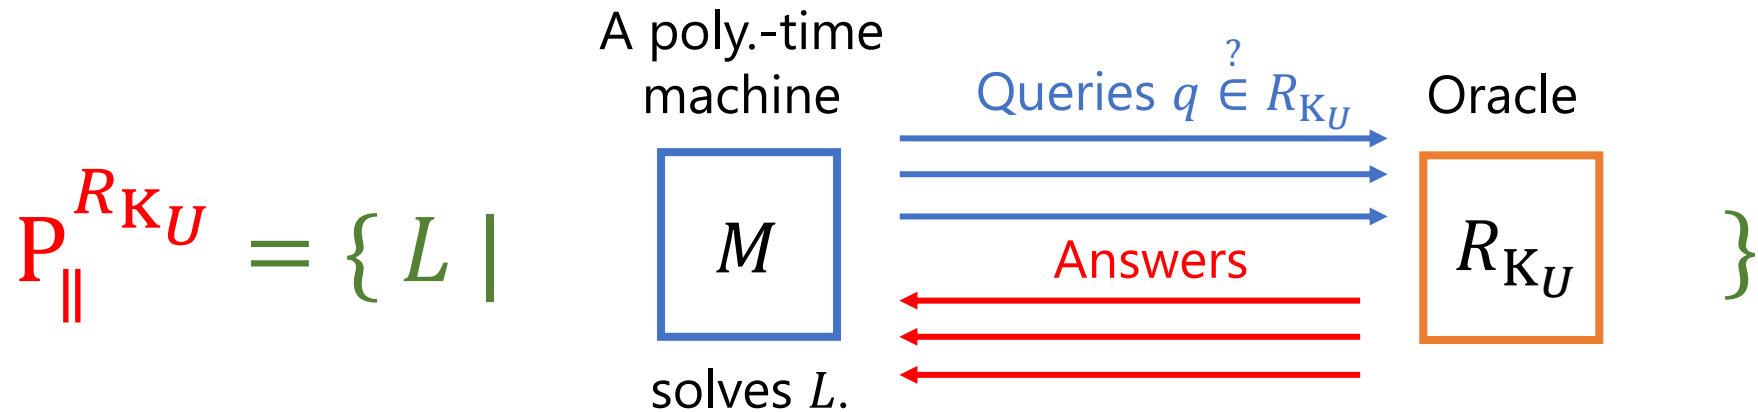 A poly.-time
machine
Queries q ∈? R_{K_U}
Oracle
P_{||}^{R_{K_U}} = { L |
M
Answers
R_{K_U}
}
solves L.